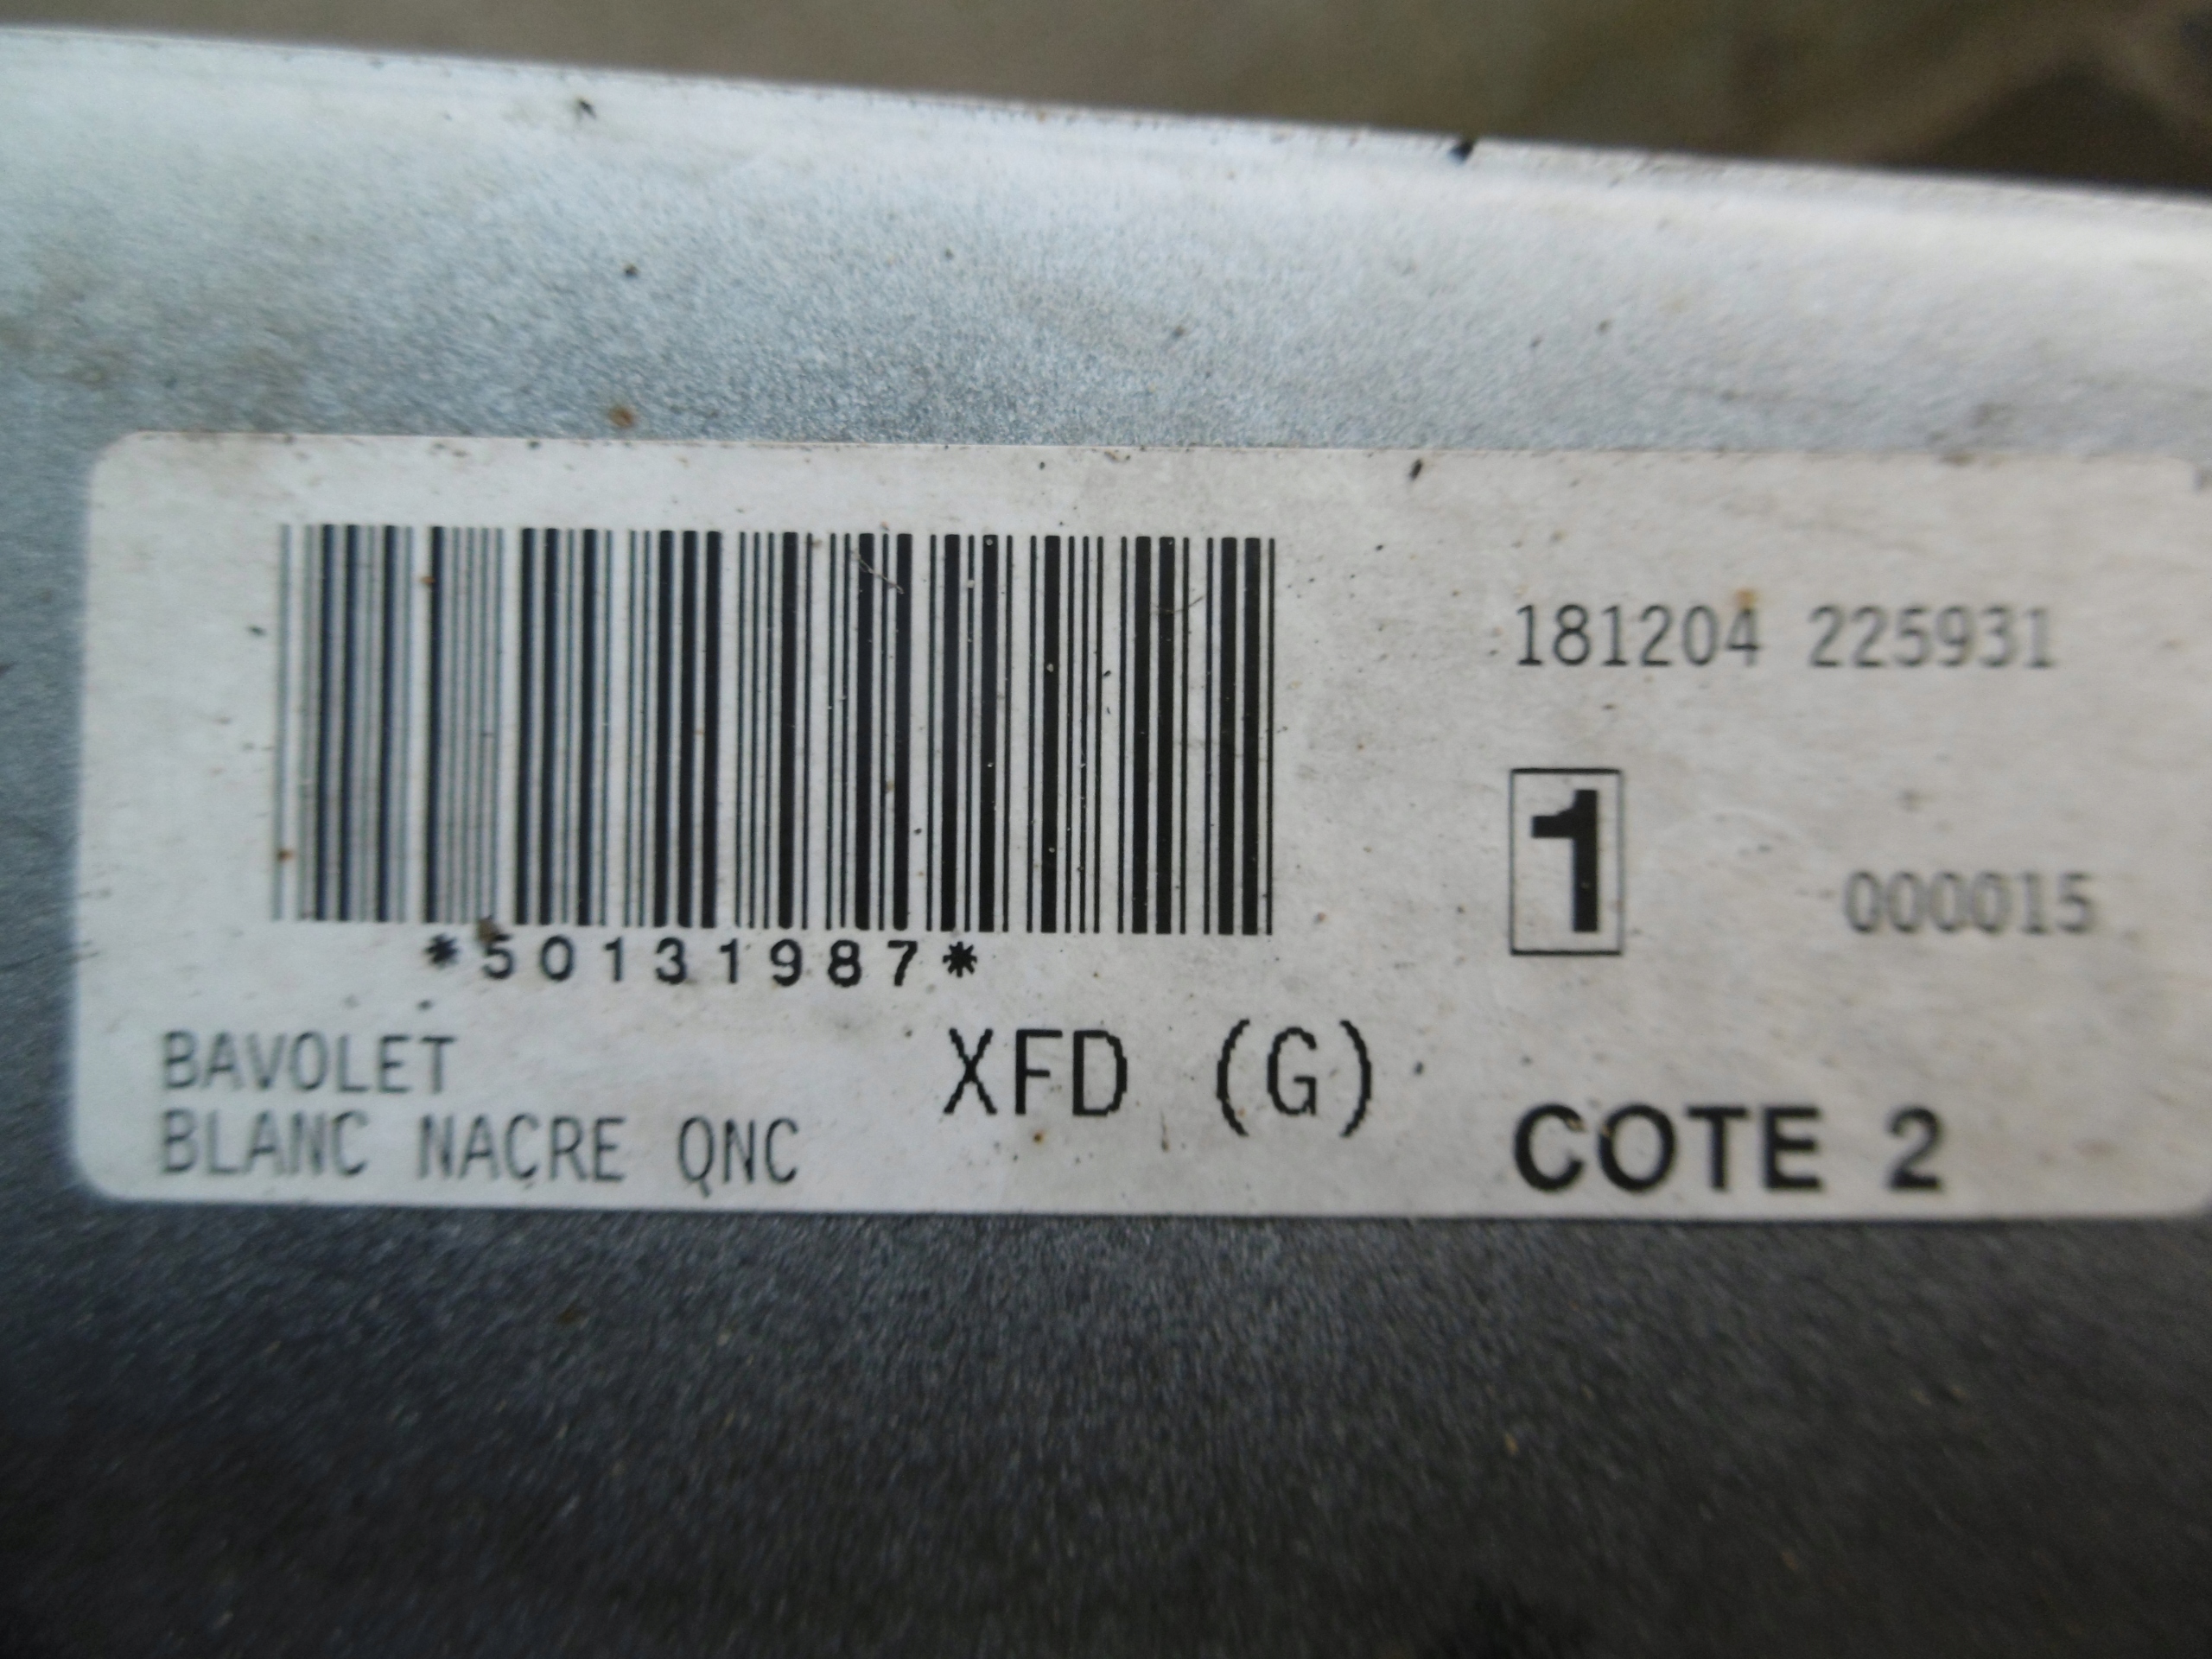 181204 225931
1
000015
*50131987*
BAVOLET
XFD (G)
BLANC NACRE QNC
COTE 2